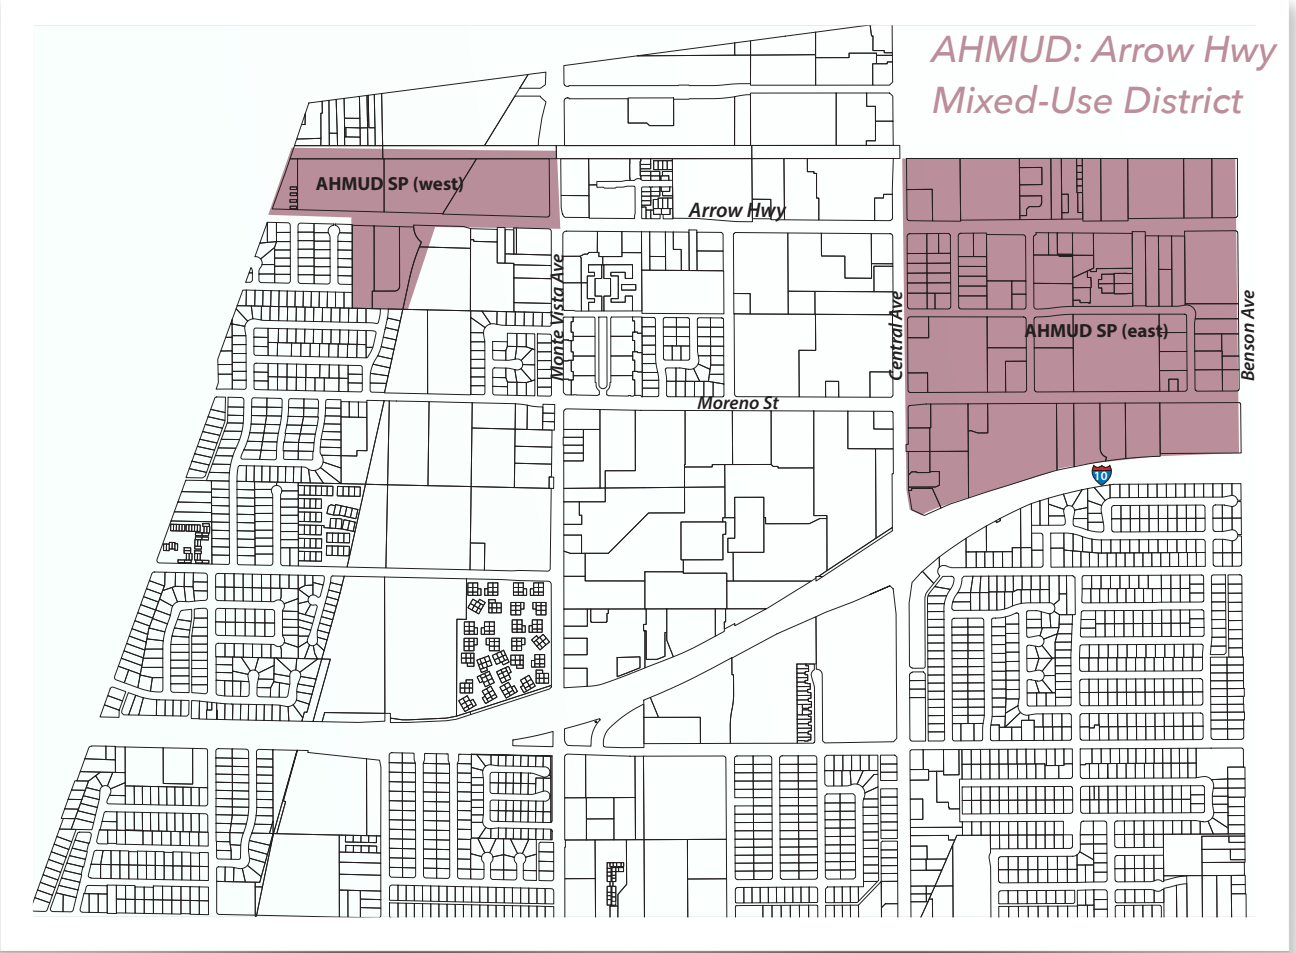 AHMUD: Arrow Hwy
Mixed-Use District
AHMUD SP (west)
Arrow Hwy
Monte Vista Ave
Central Ave
Benson Ave
AHMUD SP (east)
Moreno St
10